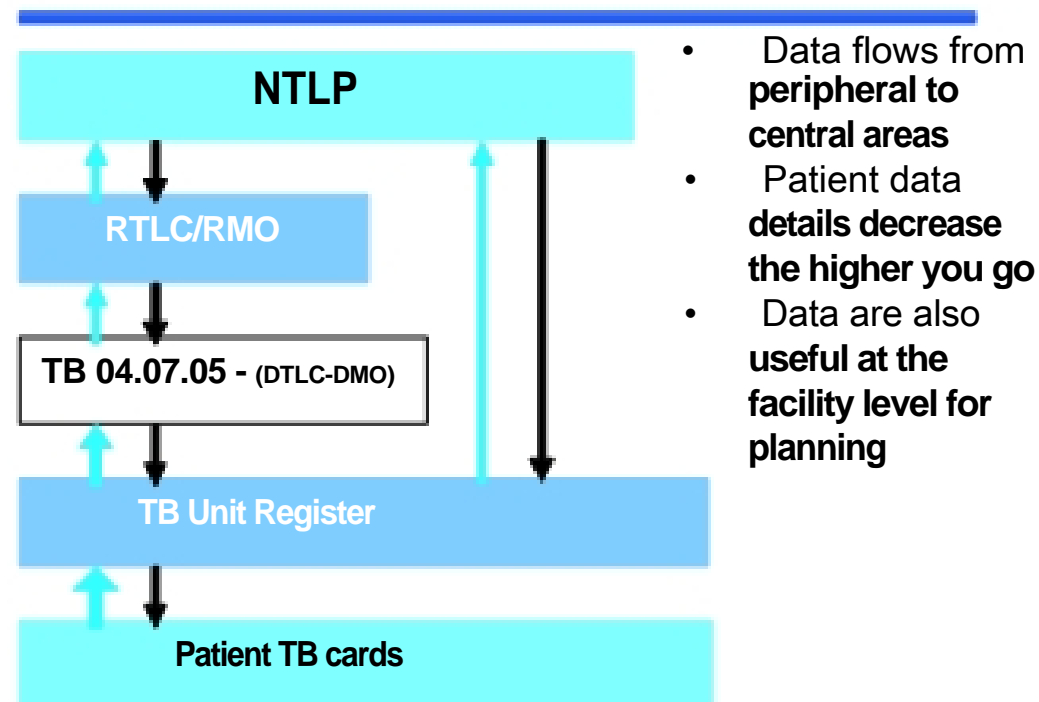 NTLP
RTLC/RMO
TB 04.07.05 - (DTLC-DMO)
TB Unit Register
Patient TB cards
• Data flows from
peripheral to
central areas
• Patient data
details decrease
the higher you go
• Data are also
useful at the
facility level for
planning